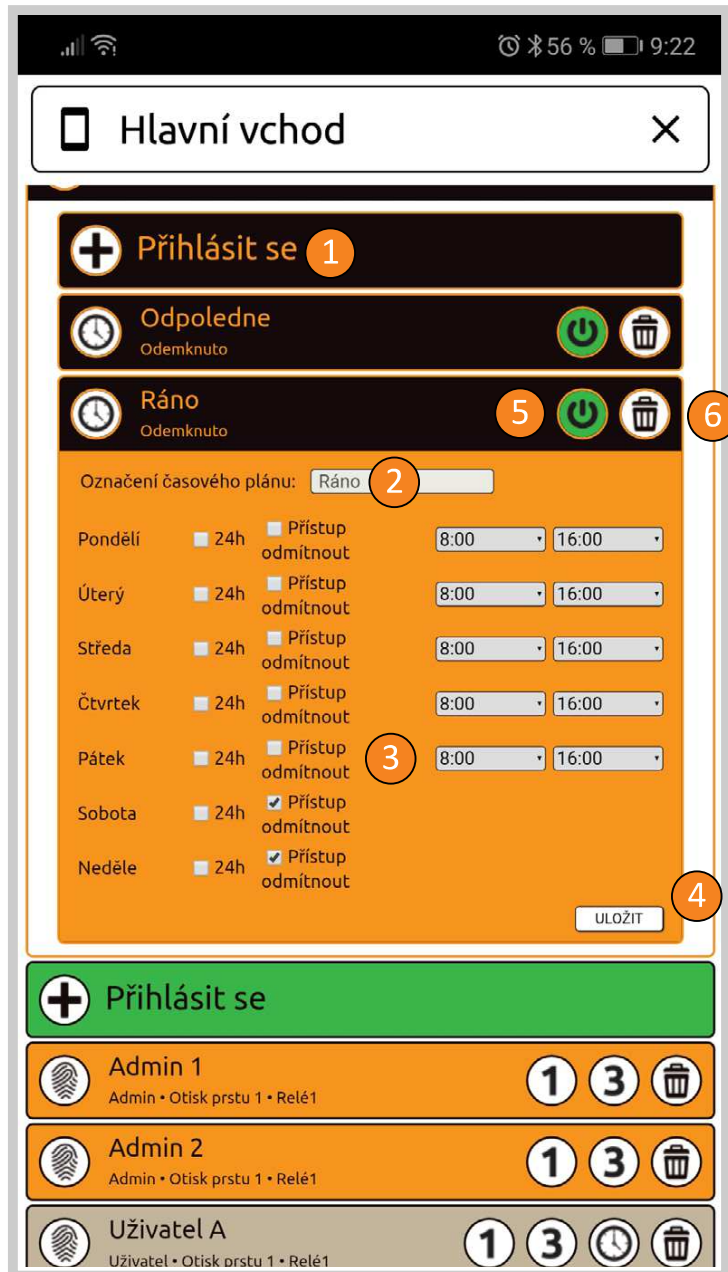 56 % 9:22
Hlavní vchod
Přihlásit se 1
Odpoledne
Odemknuto
Ráno
Odemknuto
5
6
Označení časového plánu: Ráno 2
Pondělí 24h Přístup odmítnout 8:00 16:00
Úterý 24h Přístup odmítnout 8:00 16:00
Středa 24h Přístup odmítnout 8:00 16:00
Čtvrtek 24h Přístup odmítnout 8:00 16:00
Pátek 24h Přístup odmítnout 3 8:00 16:00
Sobota 24h Přístup odmítnout
Neděle 24h Přístup odmítnout
4
ULOŽIT
Přihlásit se
Admin 1
Admin • Otisk prstu 1 • Relé1
1 3
Admin 2
Admin • Otisk prstu 1 • Relé1
1 3
Uživatel A
Uživatel • Otisk prstu 1 • Relé1
1 3